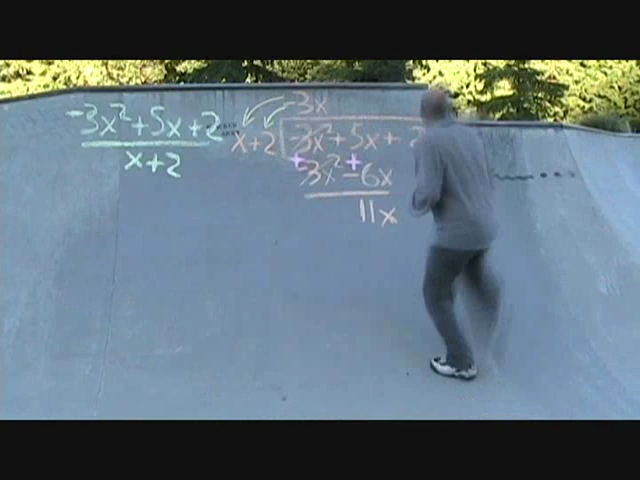 -3x²+5x+2
x+2
-3x
x+2 -3x²+5x+2
-3x²-6x
+ +
11x